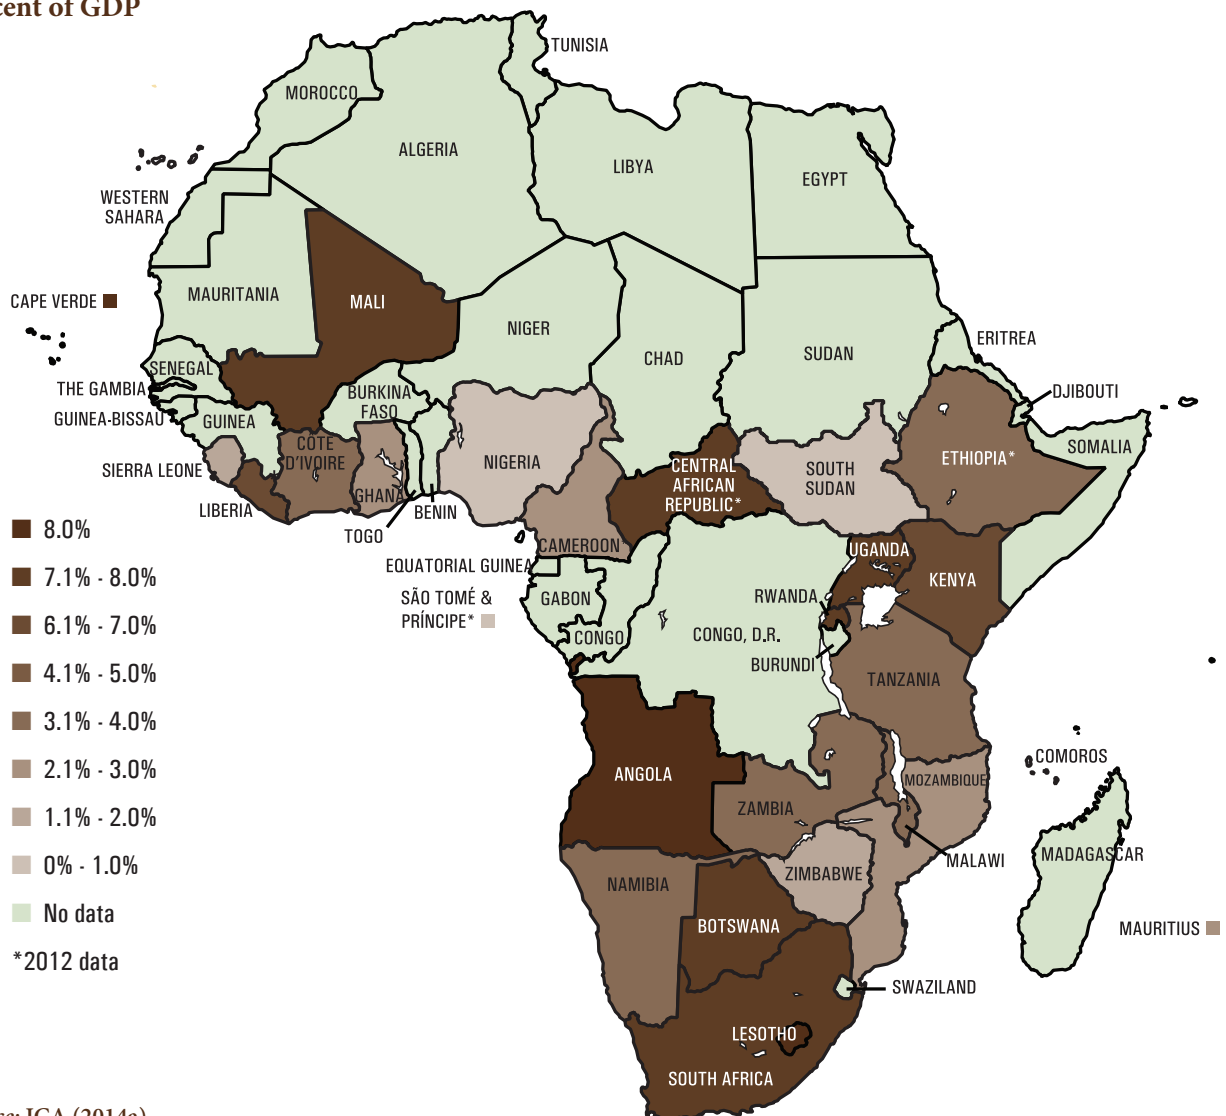 cent of GDP
TUNISIA
MOROCCO
ALGERIA
LIBYA
EGYPT
WESTERN
SAHARA
CAPE VERDE
MAURITANIA
MALI
NIGER
CHAD
SUDAN
ERITREA
SENEGAL
THE GAMBIA
BURKINA
FASO
DJIBOUTI
GUINEA-BISSAU
GUINEA
CÔTE
D'IVOIRE
NIGERIA
CENTRAL
AFRICAN
REPUBLIC*
SOUTH
SUDAN
ETHIOPIA*
SOMALIA
SIERRA LEONE
GHANA
LIBERIA
TOGO
BENIN
CAMEROON*
EQUATORIAL GUINEA
UGANDA
KENYA
SÃO TOMÉ &
PRÍNCIPE*
GABON
CONGO
CONGO, D.R.
RWANDA
BURUNDI
TANZANIA
ANGOLA
ZAMBIA
MOZAMBIQUE
COMOROS
MALAWI
MADAGASCAR
NAMIBIA
ZIMBABWE
BOTSWANA
MAURITIUS
SWAZILAND
LESOTHO
SOUTH AFRICA
8.0%
7.1% - 8.0%
6.1% - 7.0%
4.1% - 5.0%
3.1% - 4.0%
2.1% - 3.0%
1.1% - 2.0%
0% - 1.0%
No data
*2012 data
ce: IGA (2014a)